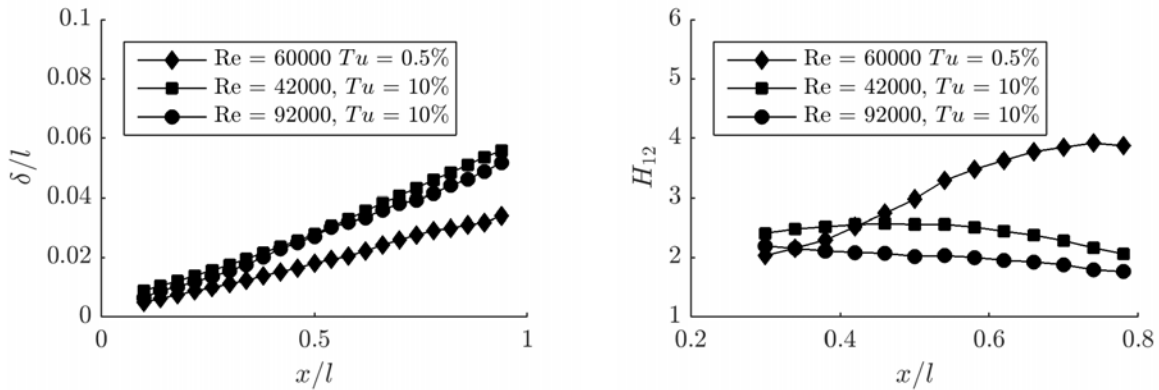 0.1
0.08
0.06
0.04
0.02
0
δ/l
Re = 60000 Tu = 0.5%
Re = 42000, Tu = 10%
Re = 92000, Tu = 10%
0
0.5
1
x/l
6
5
4
3
2
1
H12
Re = 60000 Tu = 0.5%
Re = 42000, Tu = 10%
Re = 92000, Tu = 10%
0.2
0.4
0.6
0.8
x/l